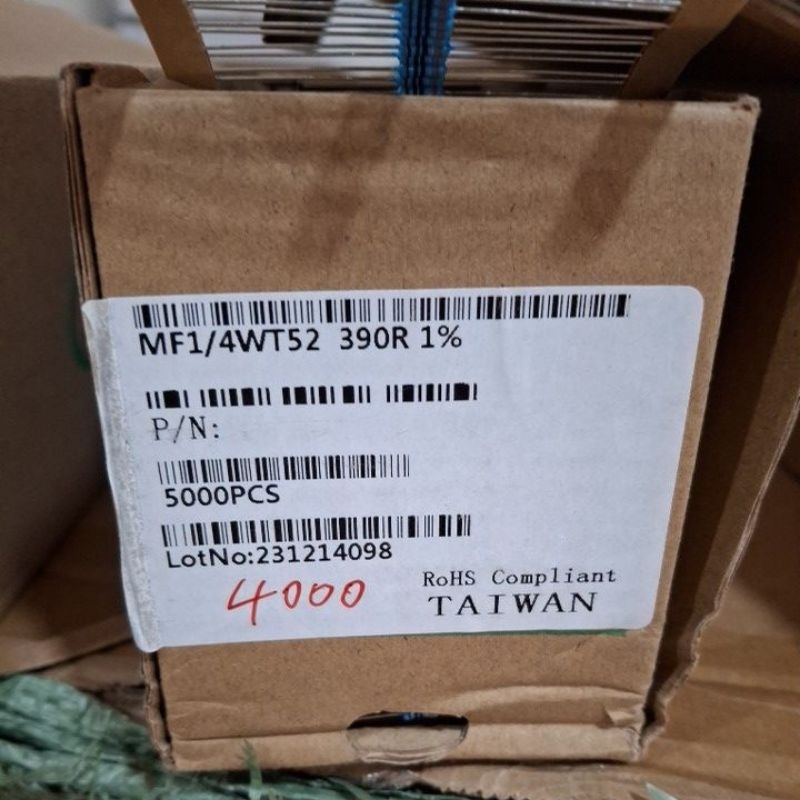 MF1/4WT52 390R 1%
P/N:
5000PCS
LotNo:231214098
4000
RoHS Compliant
TAIWAN